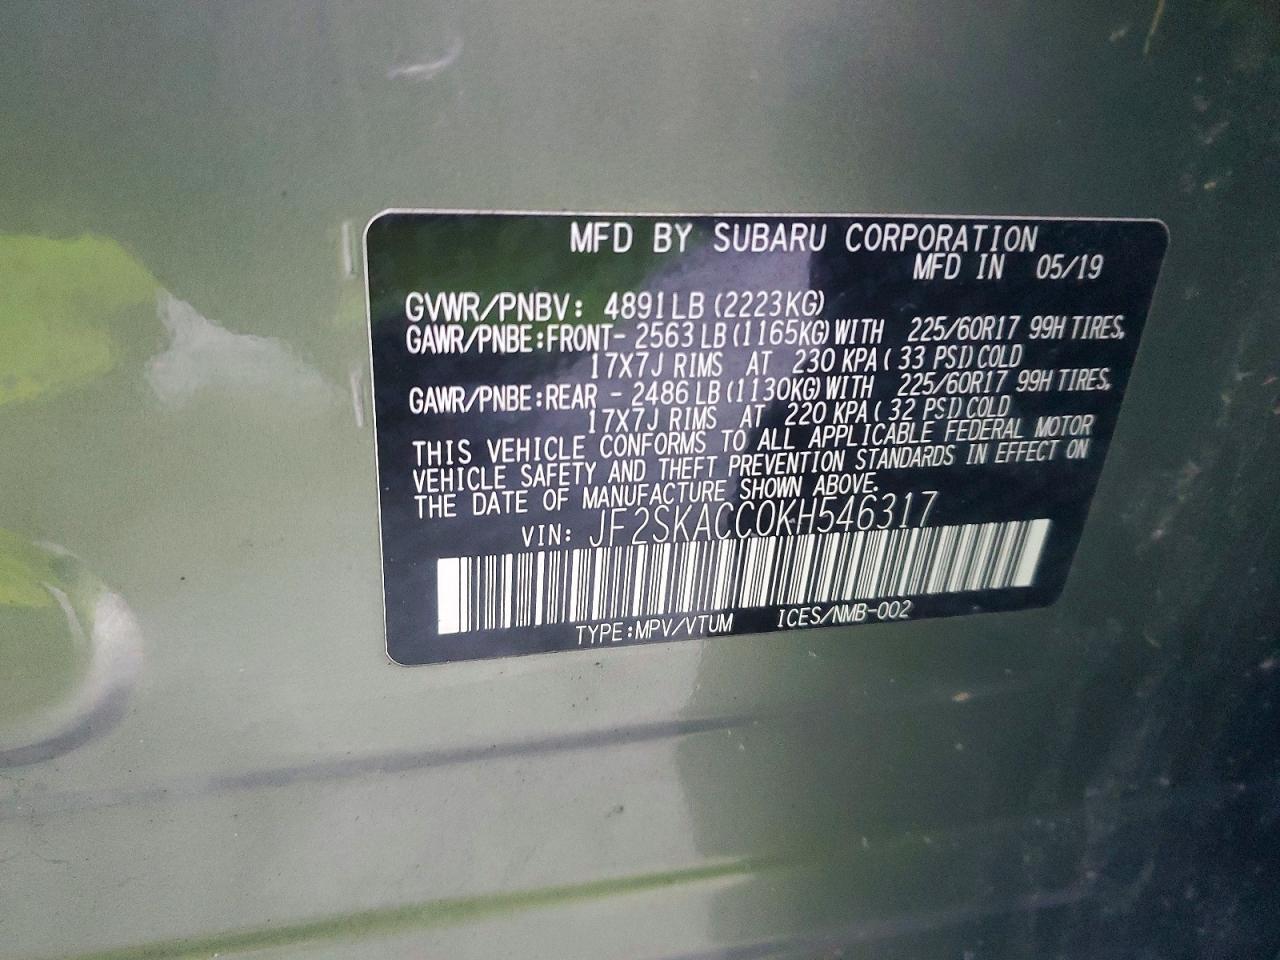 MFD BY SUBARU CORPORATION
MFD IN 05/19
GVWR/PNBV: 4891LB (2223KG)
GAWR/PNBE:FRONT- 2563 LB (1165KG) WITH 225/60R17 99H TIRES,
17X7J RIMS AT 230 KPA ( 33 PSI) COLD
GAWR/PNBE:REAR - 2486 LB (1130KG) WITH 225/60R17 99H TIRES,
17X7J RIMS AT 220 KPA ( 32 PSI) COLD
THIS VEHICLE CONFORMS TO ALL APPLICABLE FEDERAL MOTOR
VEHICLE SAFETY AND THEFT PREVENTION STANDARDS IN EFFECT ON
THE DATE OF MANUFACTURE SHOWN ABOVE.
VIN: JF2SKACC0KH546317
TYPE:MPV/VTUM ICES/NMB-002